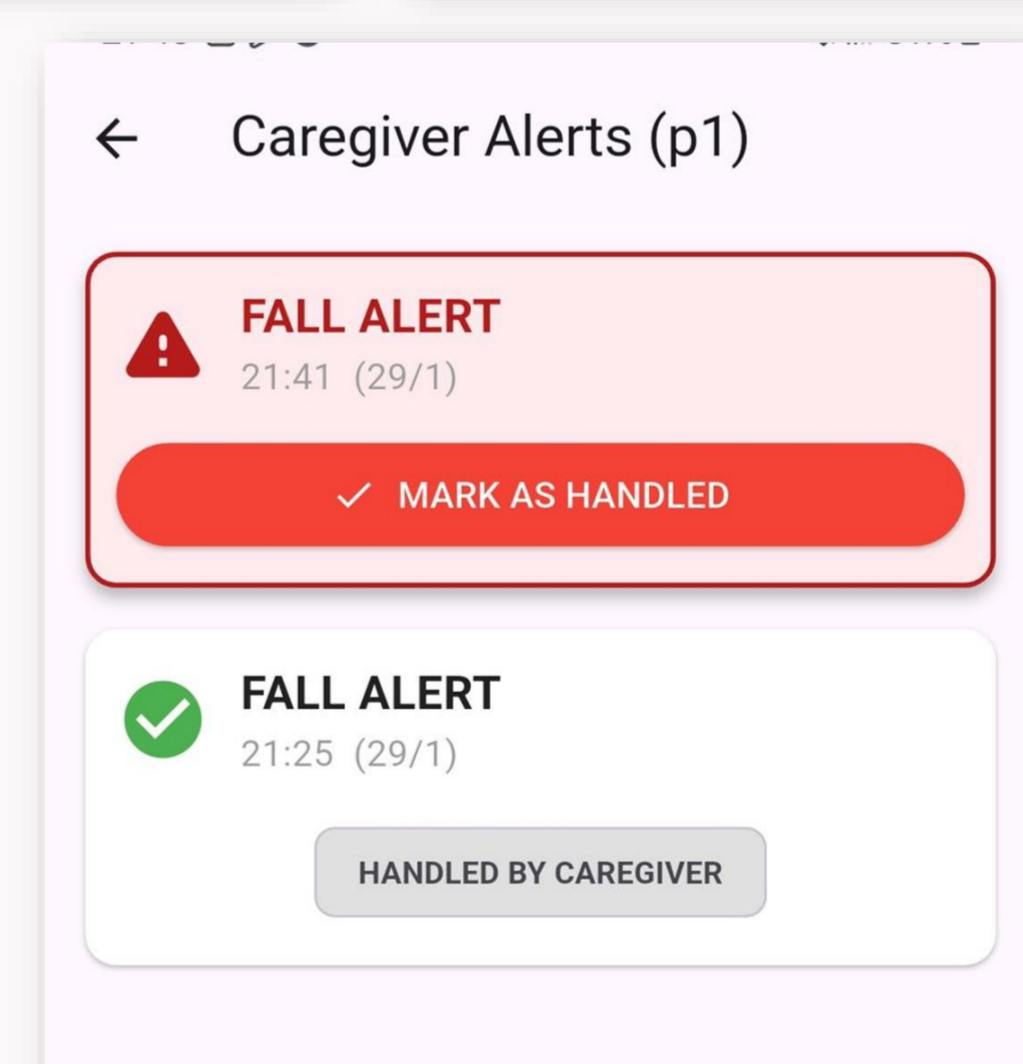 Caregiver Alerts (p1)
FALL ALERT
21:41 (29/1)
MARK AS HANDLED
FALL ALERT
21:25 (29/1)
HANDLED BY CAREGIVER